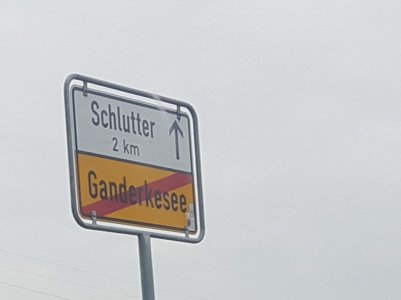 Schlutter
2 km
Ganderkesee